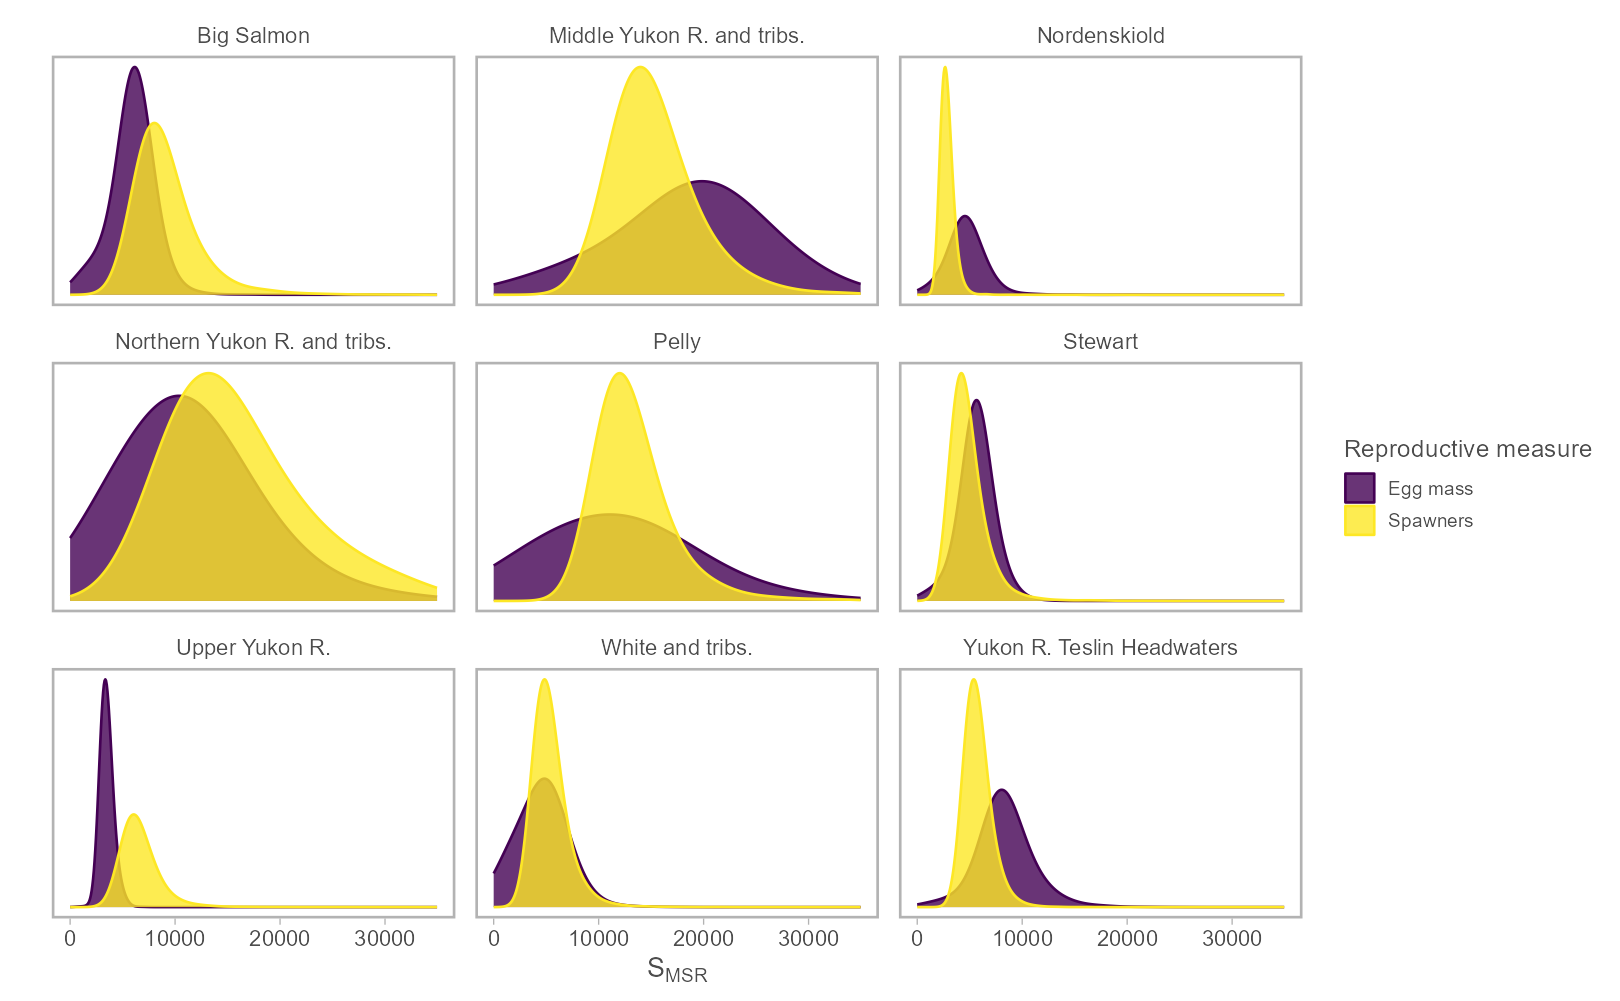 Big Salmon
Middle Yukon R. and tribs.
Nordenskiold
Northern Yukon R. and tribs.
Pelly
Stewart
Reproductive measure
Egg mass
Spawners
Upper Yukon R.
White and tribs.
Yukon R. Teslin Headwaters
0 10000 20000 30000
0 10000 20000 30000
0 10000 20000 30000
SMSR